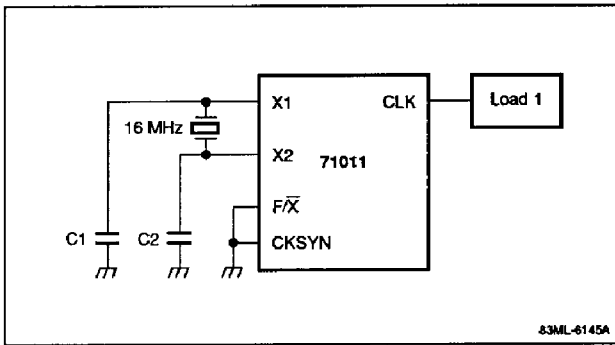 X1
CLK
Load 1
16 MHz
X2
71011
F/X̅
C1
C2
CKSYN
83ML-6145A